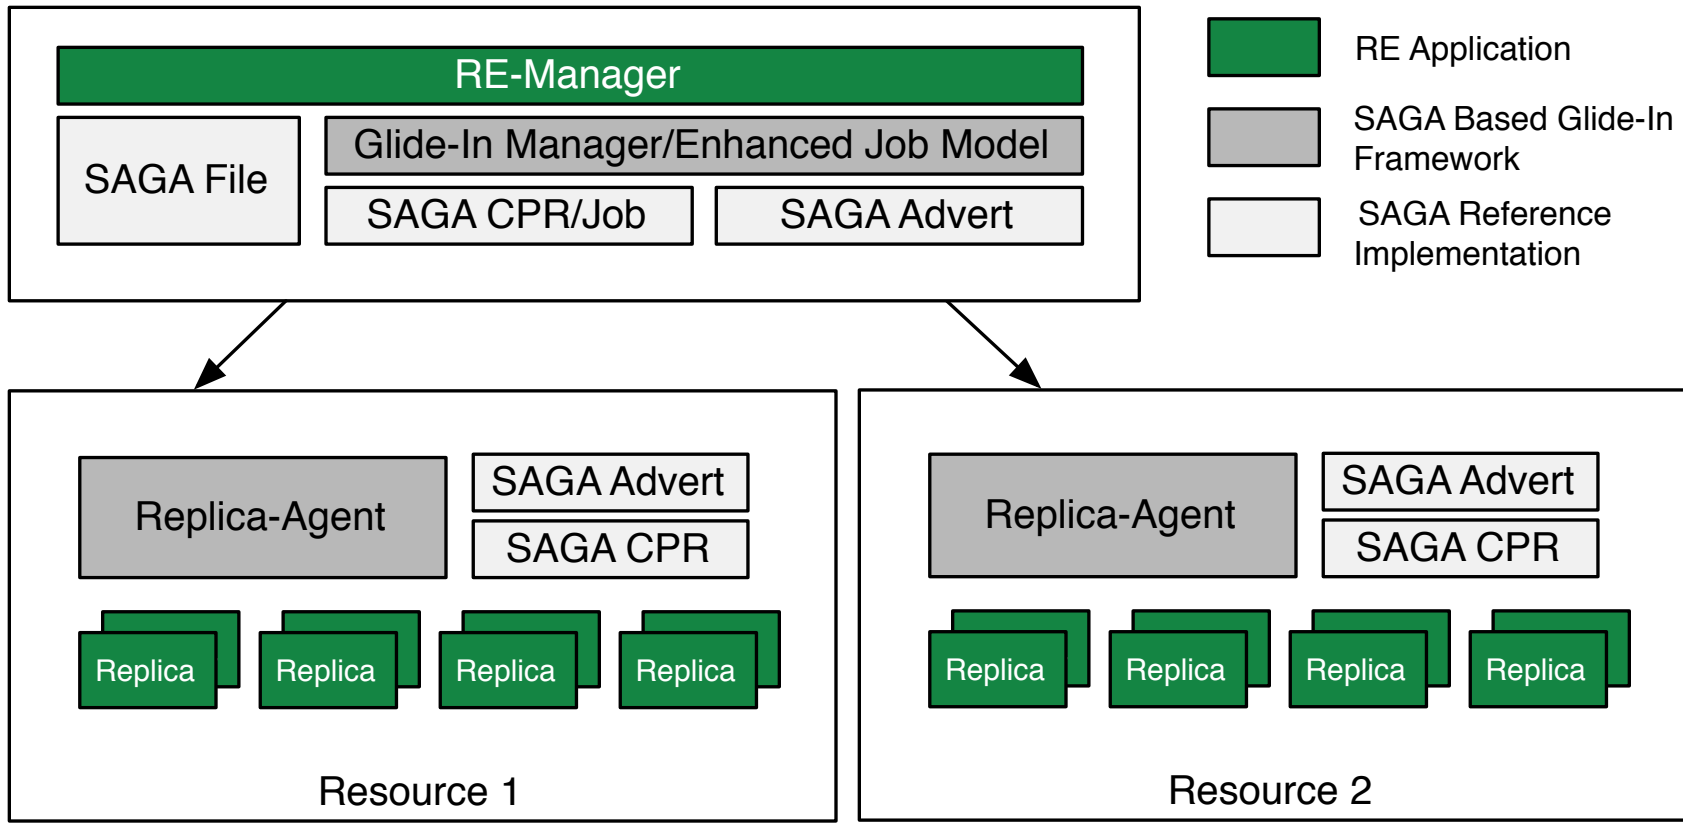 RE-Manager
SAGA File
Glide-In Manager/Enhanced Job Model
SAGA CPR/Job
SAGA Advert
RE Application
SAGA Based Glide-In
Framework
SAGA Reference
Implementation
Replica-Agent
SAGA Advert
SAGA CPR
Replica
Replica
Replica
Replica
Resource 1
Replica-Agent
SAGA Advert
SAGA CPR
Replica
Replica
Replica
Replica
Resource 2